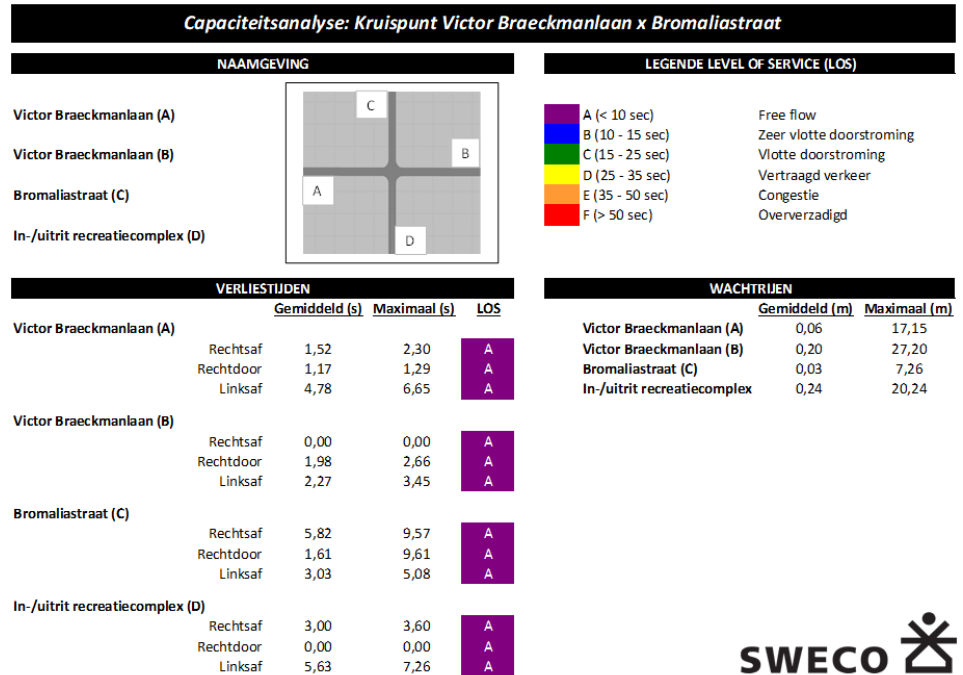 Capaciteitsanalyse: Kruispunt Victor Braeckmanlaan x Bromaliastraat
NAAMGEVING
Victor Braeckmanlaan (A)
Victor Braeckmanlaan (B)
Bromaliastraat (C)
In-/uitrit recreatiecomplex (D)
C
B
A
D
LEGENDE LEVEL OF SERVICE (LOS)
A (< 10 sec) Free flow
B (10 - 15 sec) Zeer vlotte doorstroming
C (15 - 25 sec) Vlotte doorstroming
D (25 - 35 sec) Vertraagd verkeer
E (35 - 50 sec) Congestie
F (> 50 sec) Oververzadigd
VERLIESTIJDEN
Gemiddeld (s) Maximaal (s) LOS
Victor Braeckmanlaan (A)
Rechtsaf 1,52 2,30 A
Rechtdoor 1,17 1,29 A
Linksaf 4,78 6,65 A
Victor Braeckmanlaan (B)
Rechtsaf 0,00 0,00 A
Rechtdoor 1,98 2,66 A
Linksaf 2,27 3,45 A
Bromaliastraat (C)
Rechtsaf 5,82 9,57 A
Rechtdoor 1,61 9,61 A
Linksaf 3,03 5,08 A
In-/uitrit recreatiecomplex (D)
Rechtsaf 3,00 3,60 A
Rechtdoor 0,00 0,00 A
Linksaf 5,63 7,26 A
WACHTRIJEN
Gemiddeld (m) Maximaal (m)
Victor Braeckmanlaan (A) 0,06 17,15
Victor Braeckmanlaan (B) 0,20 27,20
Bromaliastraat (C) 0,03 7,26
In-/uitrit recreatiecomplex 0,24 20,24
SWECO